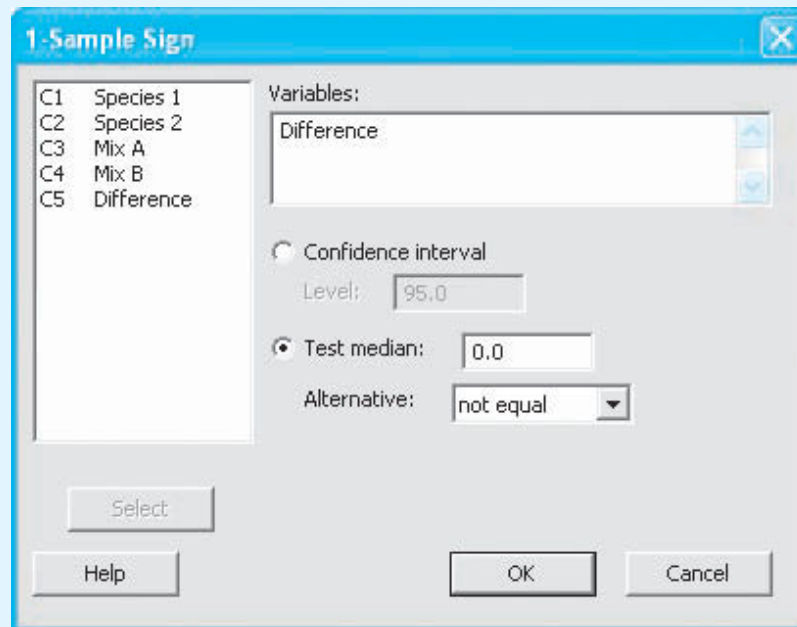 1-Sample Sign
C1 Species 1
C2 Species 2
C3 Mix A
C4 Mix B
C5 Difference
Variables:
Difference
Confidence interval
Level: 95.0
Test median: 0.0
Alternative: not equal
Select
Help
OK
Cancel